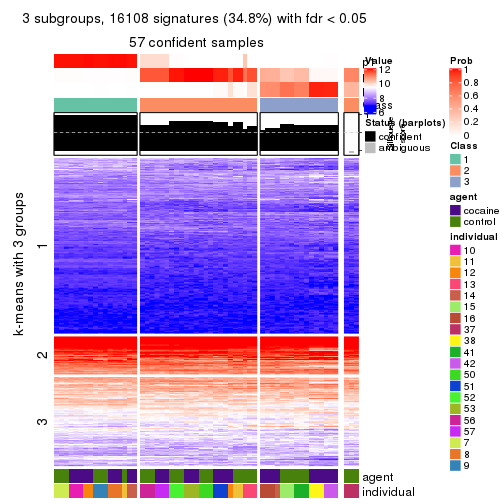 3 subgroups, 16108 signatures (34.8%) with fdr < 0.05
57 confident samples
k-means with 3 groups
1
2
3
Value
12
10
8
6
Status (barplots)
confident
ambiguous
agent
individual
Prob
1
0.8
0.6
0.4
0.2
0
Class
1
2
3
agent
cocaine
control
individual
10
11
12
13
14
15
16
37
38
41
42
50
51
52
53
56
57
7
8
9